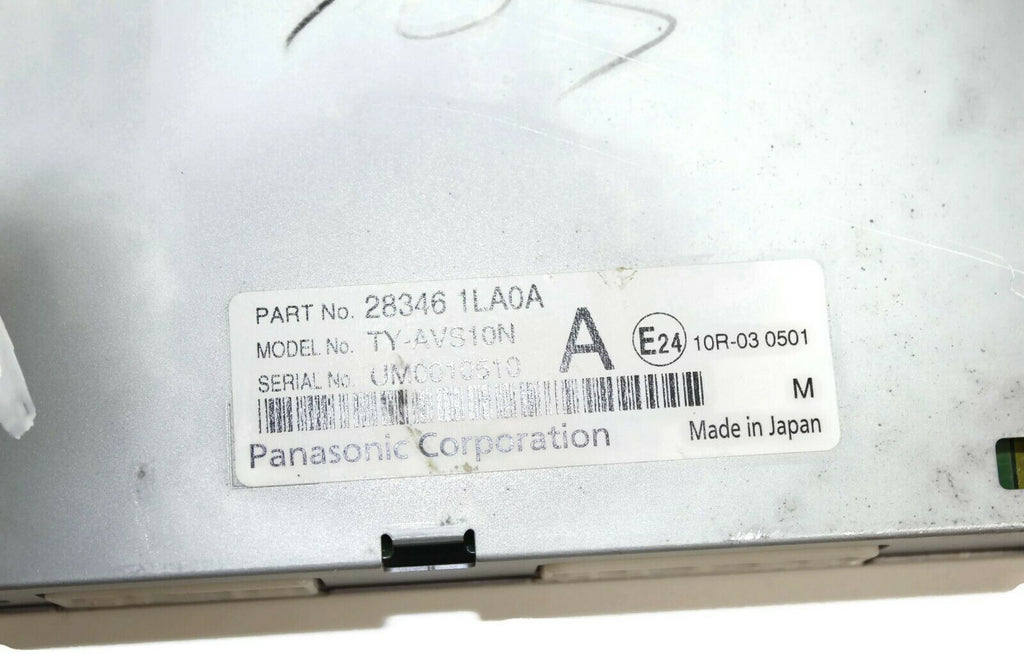 PART No. 28346 1LA0A
MODEL No. TY-AVS10N
SERIAL No. UM0010510
A
E24 10R-03 0501
M
Panasonic Corporation
Made in Japan